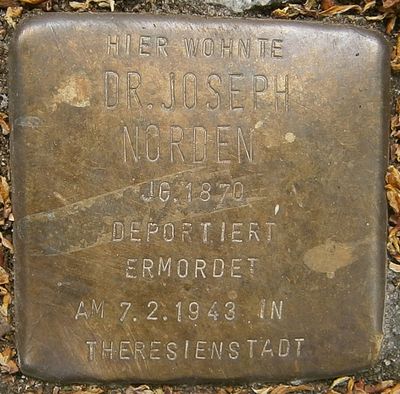 HIER WOHNTE
DR. JOSEPH
NORDEN
JG. 1870
DEPORTIERT
ERMORDET
AM 7.2.1943 IN
THERESIENSTADT